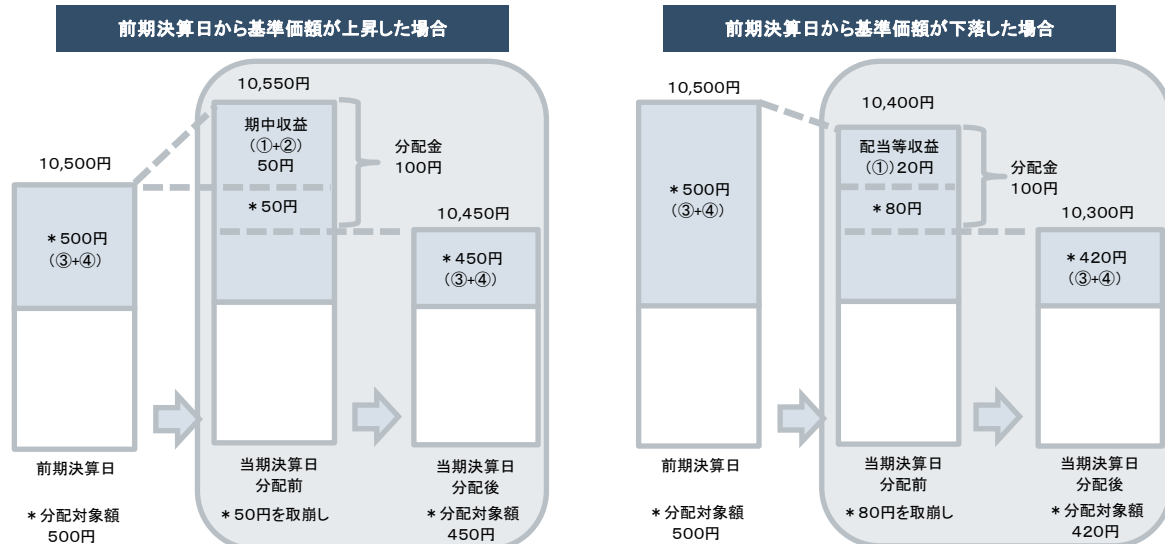 前期決算日から基準価額が上昇した場合
10,550円
期中収益
(①+②)
50円
分配金
100円
10,500円
*50円
10,450円
*500円
(③+④)
*450円
(③+④)
前期決算日
当期決算日
分配前
当期決算日
分配後
*分配対象額
500円
*50円を取崩し
*分配対象額
450円
前期決算日から基準価額が下落した場合
10,500円
10,400円
配当等収益
(①)20円
分配金
100円
*500円
(③+④)
*80円
10,300円
*420円
(③+④)
前期決算日
当期決算日
分配前
当期決算日
分配後
*分配対象額
500円
*80円を取崩し
*分配対象額
420円